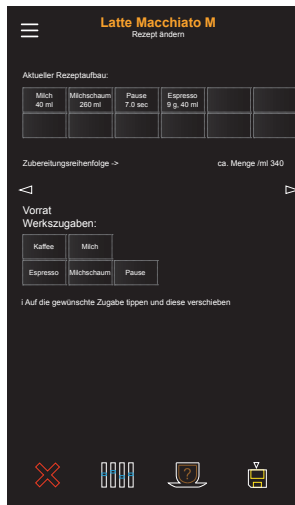 Latte Macchiato M
Rezept ändern
Aktueller Rezeptaufbau:
Milch Milchschaum Pause Espresso
40 ml 260 ml 7.0 sec 9 g, 40 ml
Zubereitungsreihenfolge -> ca. Menge /ml 340
Vorrat
Werkszugaben:
Kaffee Milch
Espresso Milchschaum Pause
i Auf die gewünschte Zugabe tippen und diese verschieben
?